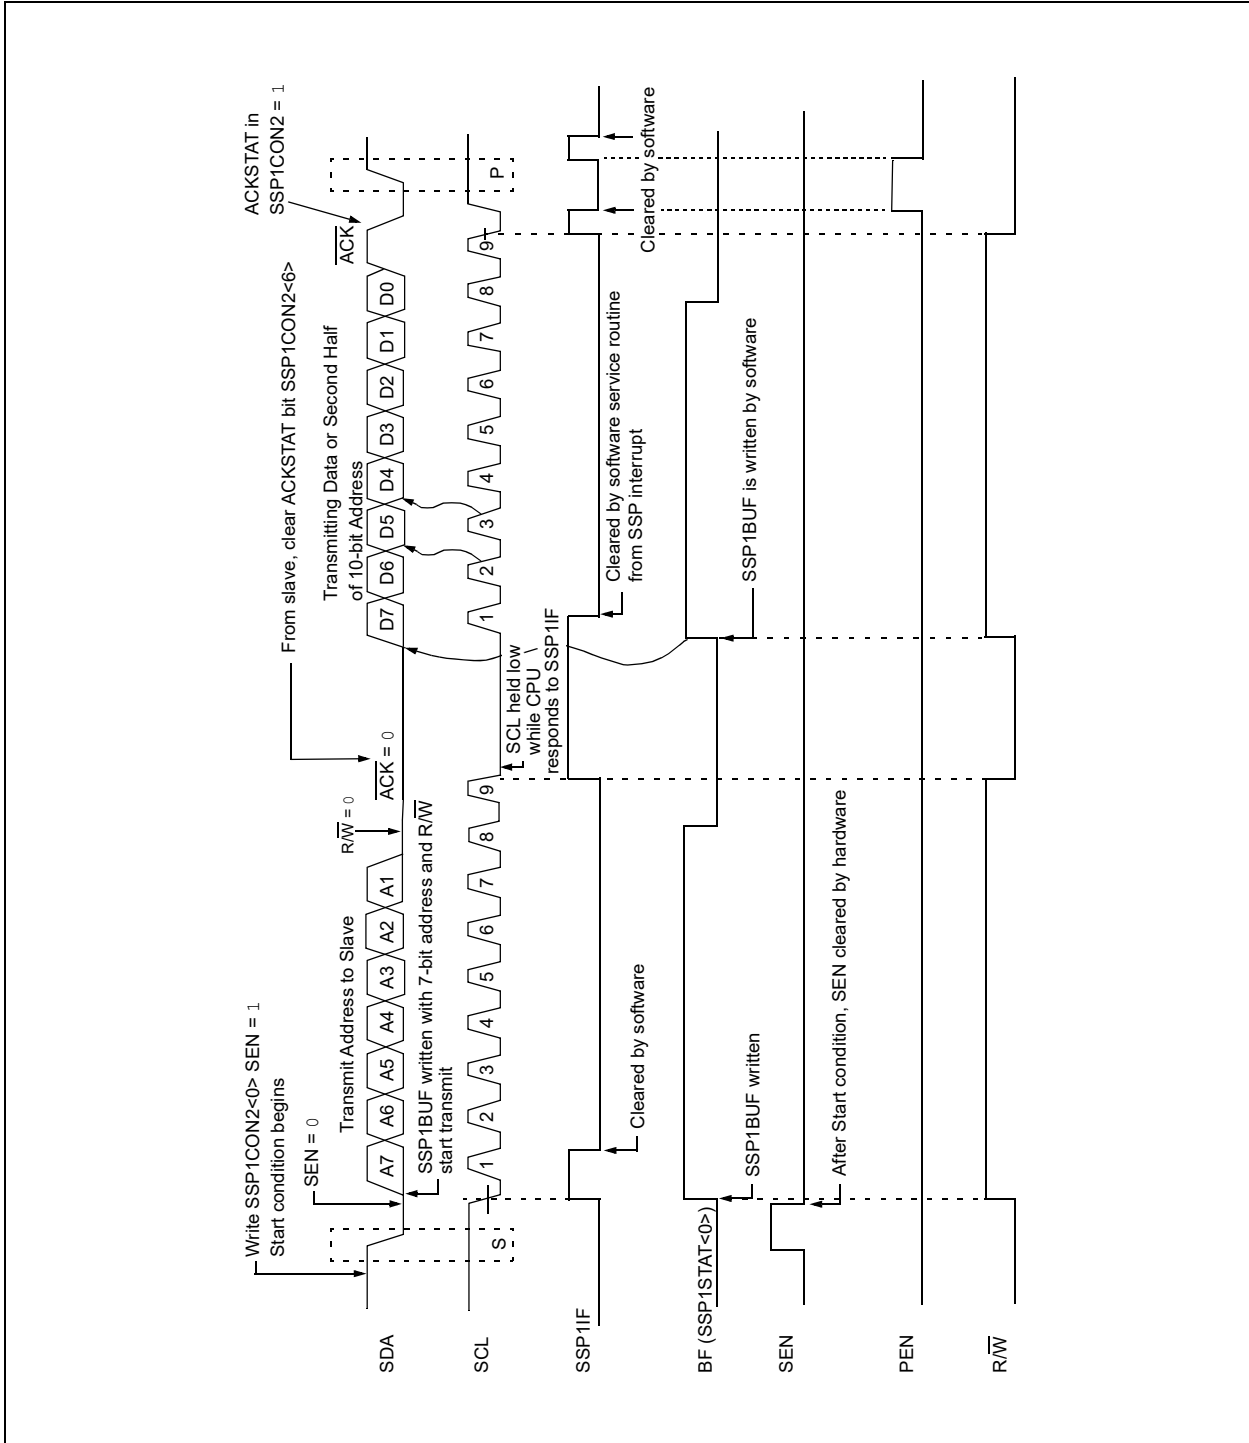 Write SSP1CON2<0> SEN = 1
Start condition begins
SEN = 0
Transmit Address to Slave
R/W̅ = 0
From slave, clear ACKSTAT bit SSP1CON2<6>
A̅C̅K̅ = 0
Transmitting Data or Second Half
of 10-bit Address
ACKSTAT in
SSP1CON2 = 1
A̅C̅K̅
SDA
A7 A6 A5 A4 A3 A2 A1
D7 D6 D5 D4 D3 D2 D1 D0
SSP1BUF written with 7-bit address and R/W̅
start transmit
SCL
S
1 2 3 4 5 6 7 8 9
1 2 3 4 5 6 7 8 9
P
SCL held low
while CPU
responds to SSP1IF
SSP1IF
Cleared by software
Cleared by software service routine
from SSP interrupt
Cleared by software
BF (SSP1STAT<0>)
SSP1BUF written
SSP1BUF is written by software
SEN
After Start condition, SEN cleared by hardware
PEN
R/W̅